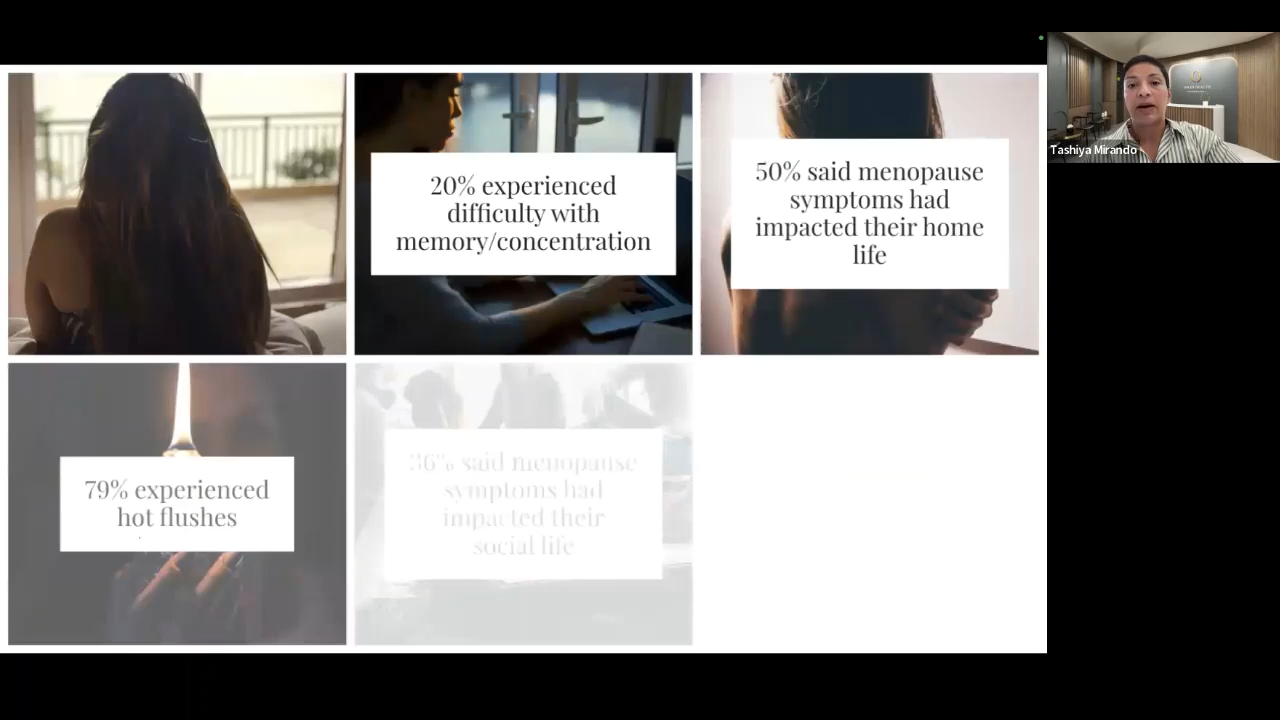 20% experienced
difficulty with
memory/concentration
50% said menopause
symptoms had
impacted their home
life
Tashiya Mirando
79% experienced
hot flushes
36% said menopause
symptoms had
impacted their
social life